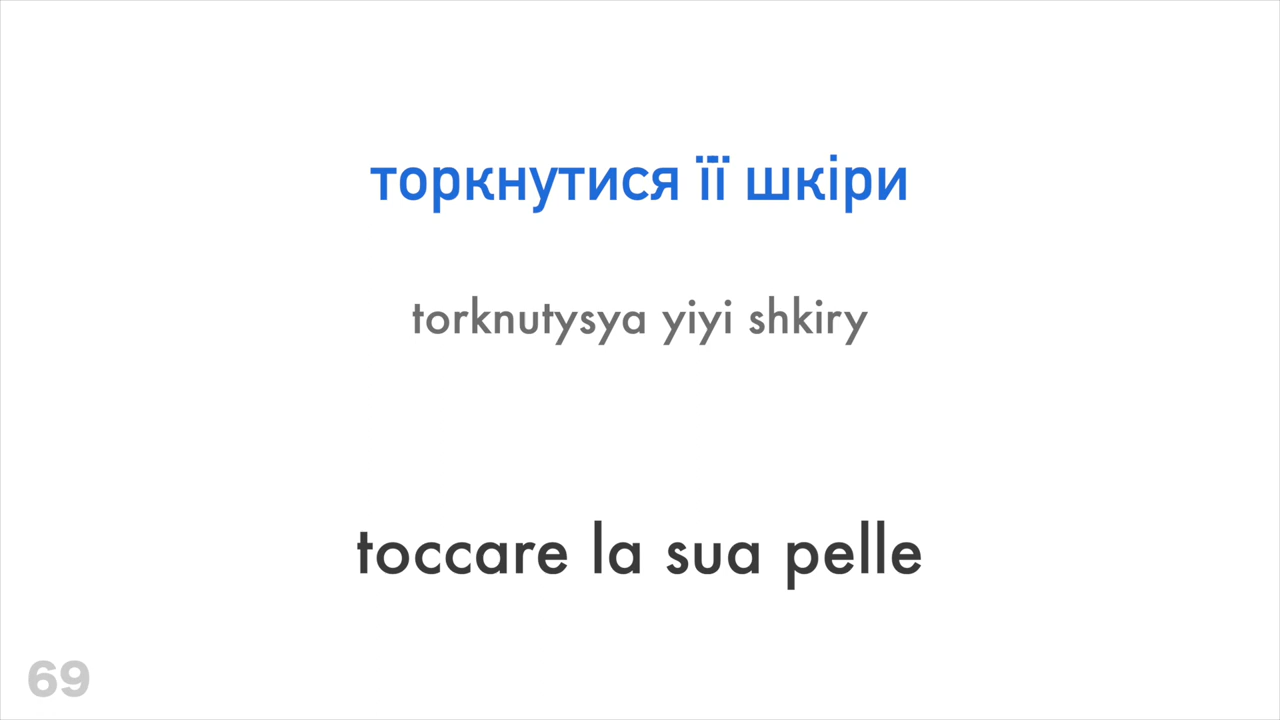 торкнутися її шкіри
torknutysya yiyi shkiry
toccare la sua pelle
69